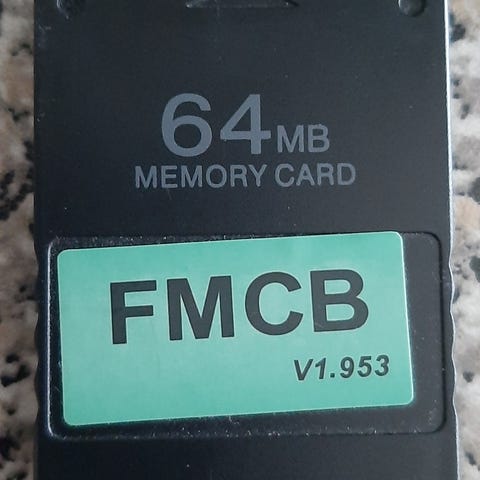 64MB
MEMORY CARD
FMCB
V1.953